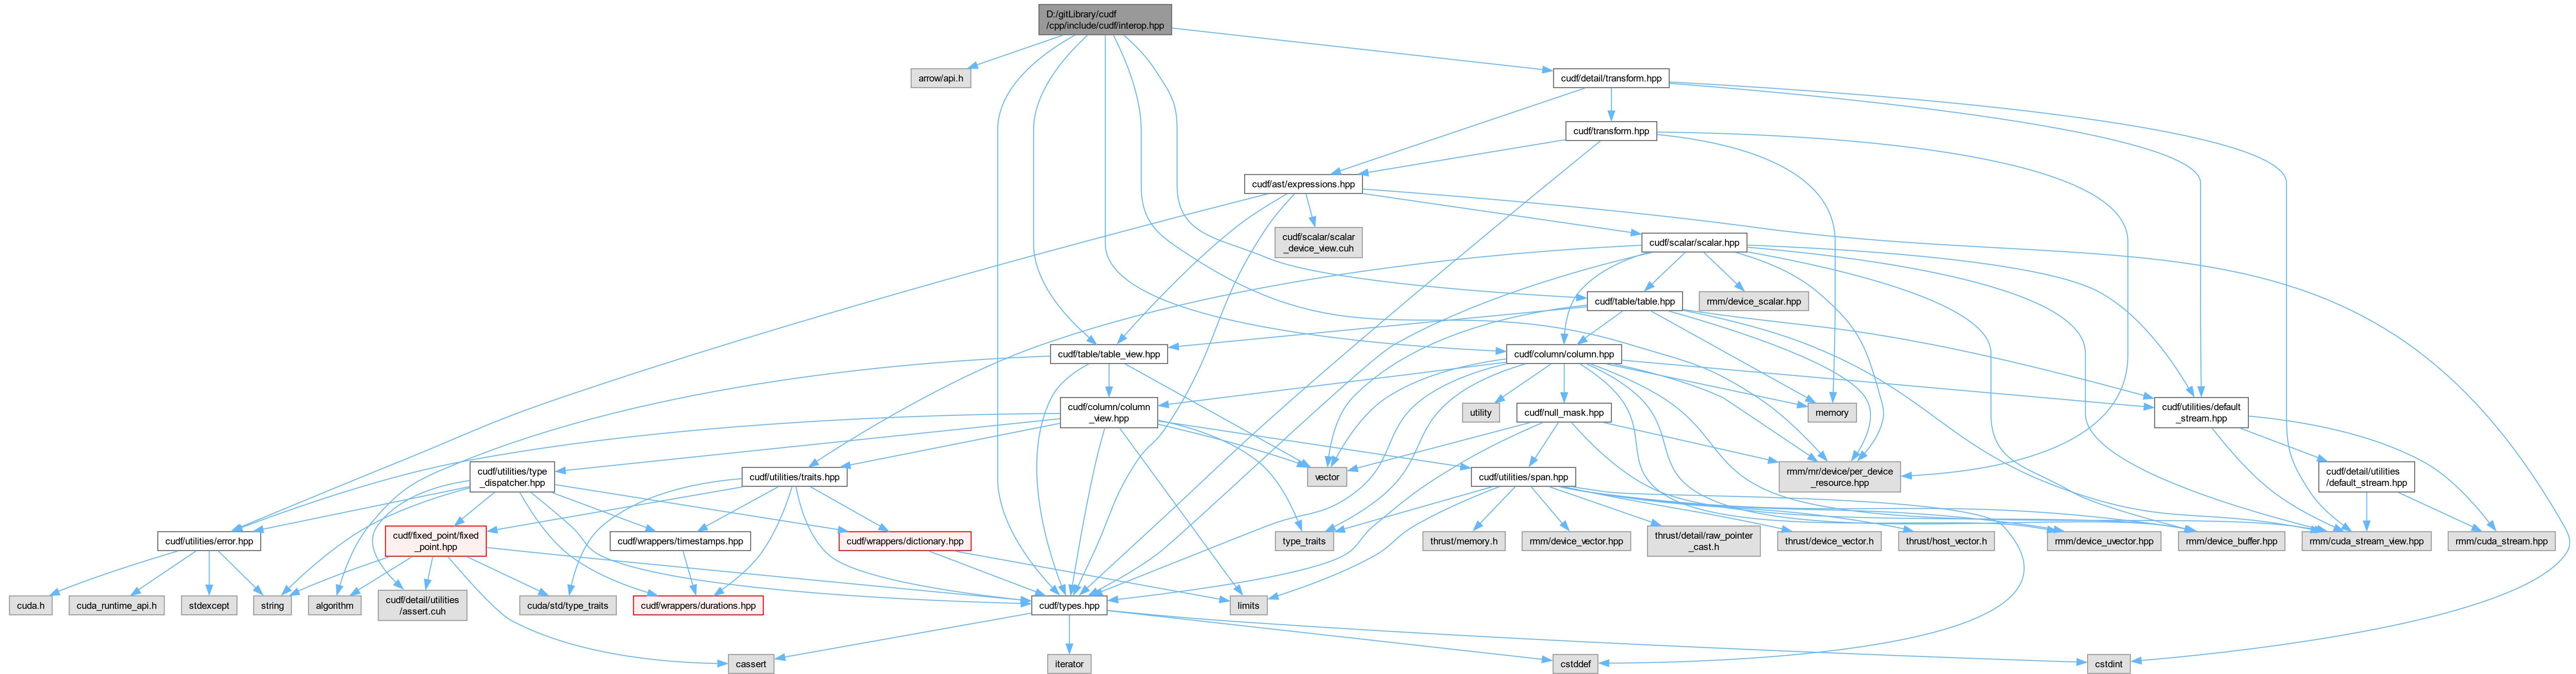 D:/gitLibrary/cudf
/cpp/include/cudf/interop.hpp
arrow/api.h
cudf/detail/transform.hpp
cudf/transform.hpp
cudf/ast/expressions.hpp
cudf/scalar/scalar
_device_view.cuh
cudf/scalar/scalar.hpp
cudf/table/table.hpp
rmm/device_scalar.hpp
cudf/table/table_view.hpp
cudf/column/column.hpp
cudf/column/column
_view.hpp
utility
cudf/null_mask.hpp
memory
cudf/utilities/default
_stream.hpp
cudf/utilities/type
_dispatcher.hpp
cudf/utilities/traits.hpp
vector
cudf/utilities/span.hpp
rmm/mr/device/per_device
_resource.hpp
cudf/detail/utilities
/default_stream.hpp
cudf/utilities/error.hpp
cudf/fixed_point/fixed
_point.hpp
cudf/wrappers/timestamps.hpp
cudf/wrappers/dictionary.hpp
type_traits
thrust/memory.h
rmm/device_vector.hpp
thrust/detail/raw_pointer
_cast.h
thrust/device_vector.h
thrust/host_vector.h
rmm/device_uvector.hpp
rmm/device_buffer.hpp
rmm/cuda_stream_view.hpp
rmm/cuda_stream.hpp
cuda.h
cuda_runtime_api.h
stdexcept
string
algorithm
cudf/detail/utilities
/assert.cuh
cuda/std/type_traits
cudf/wrappers/durations.hpp
cudf/types.hpp
limits
cassert
iterator
cstddef
cstdint